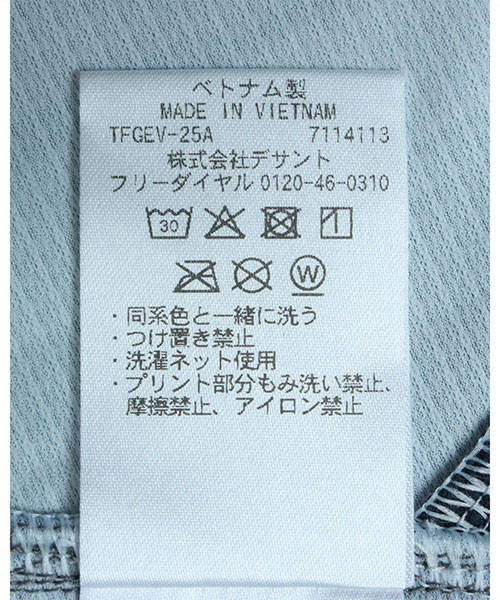 ベトナム製
MADE IN VIETNAM
TFGEV-25A 7114113
株式会社デサント
フリーダイヤル 0120-46-0310
30
W
・同系色と一緒に洗う
・つけ置き禁止
・洗濯ネット使用
・プリント部分もみ洗い禁止、
摩擦禁止、アイロン禁止